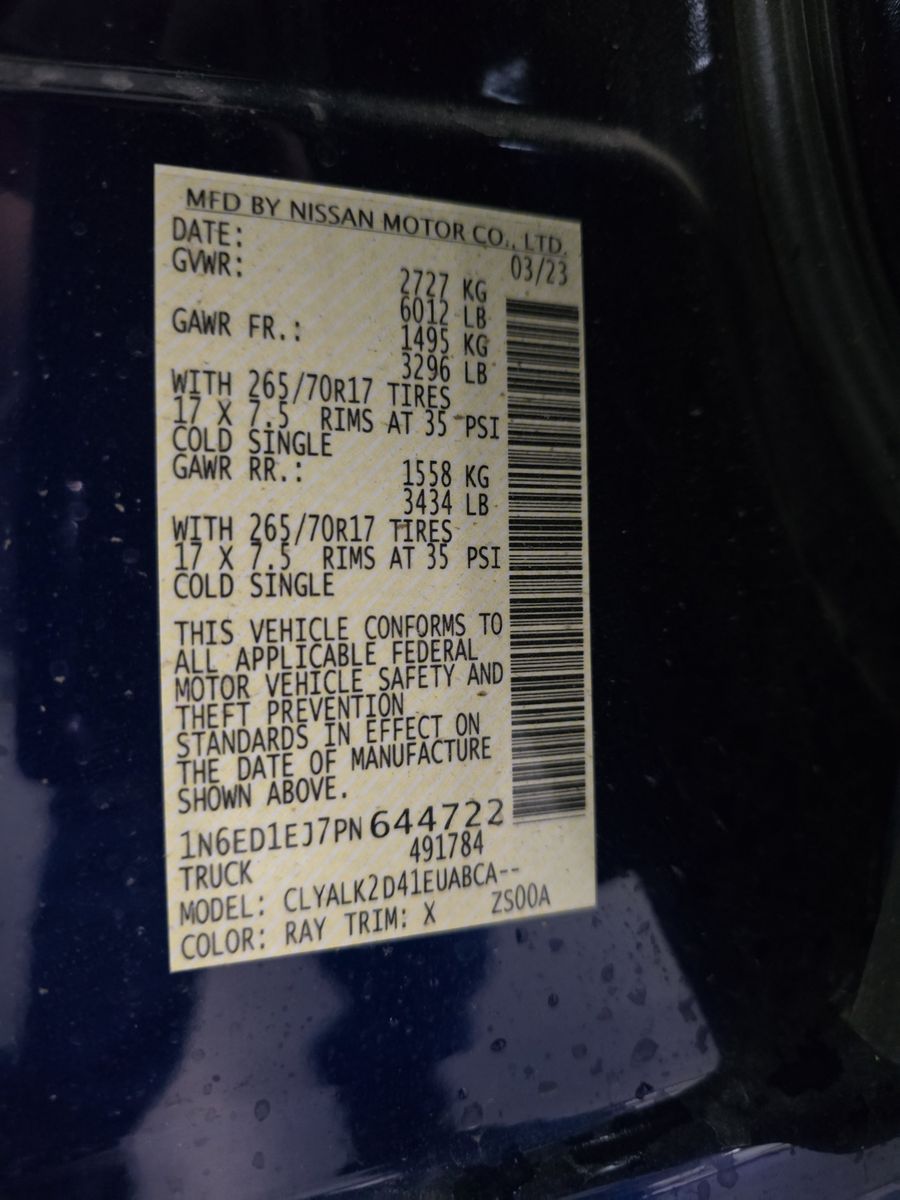 MFD BY NISSAN MOTOR CO., LTD.
DATE: 03/23
GVWR: 2727 KG
6012 LB
GAWR FR.: 1495 KG
3296 LB
WITH 265/70R17 TIRES
17 X 7.5 RIMS AT 35 PSI
COLD SINGLE
GAWR RR.: 1558 KG
3434 LB
WITH 265/70R17 TIRES
17 X 7.5 RIMS AT 35 PSI
COLD SINGLE
THIS VEHICLE CONFORMS TO
ALL APPLICABLE FEDERAL
MOTOR VEHICLE SAFETY AND
THEFT PREVENTION
STANDARDS IN EFFECT ON
THE DATE OF MANUFACTURE
SHOWN ABOVE.
1N6ED1EJ7PN644722
TRUCK 491784
MODEL: CLYALK2D41EUABCA--
COLOR: RAY TRIM: X ZS00A